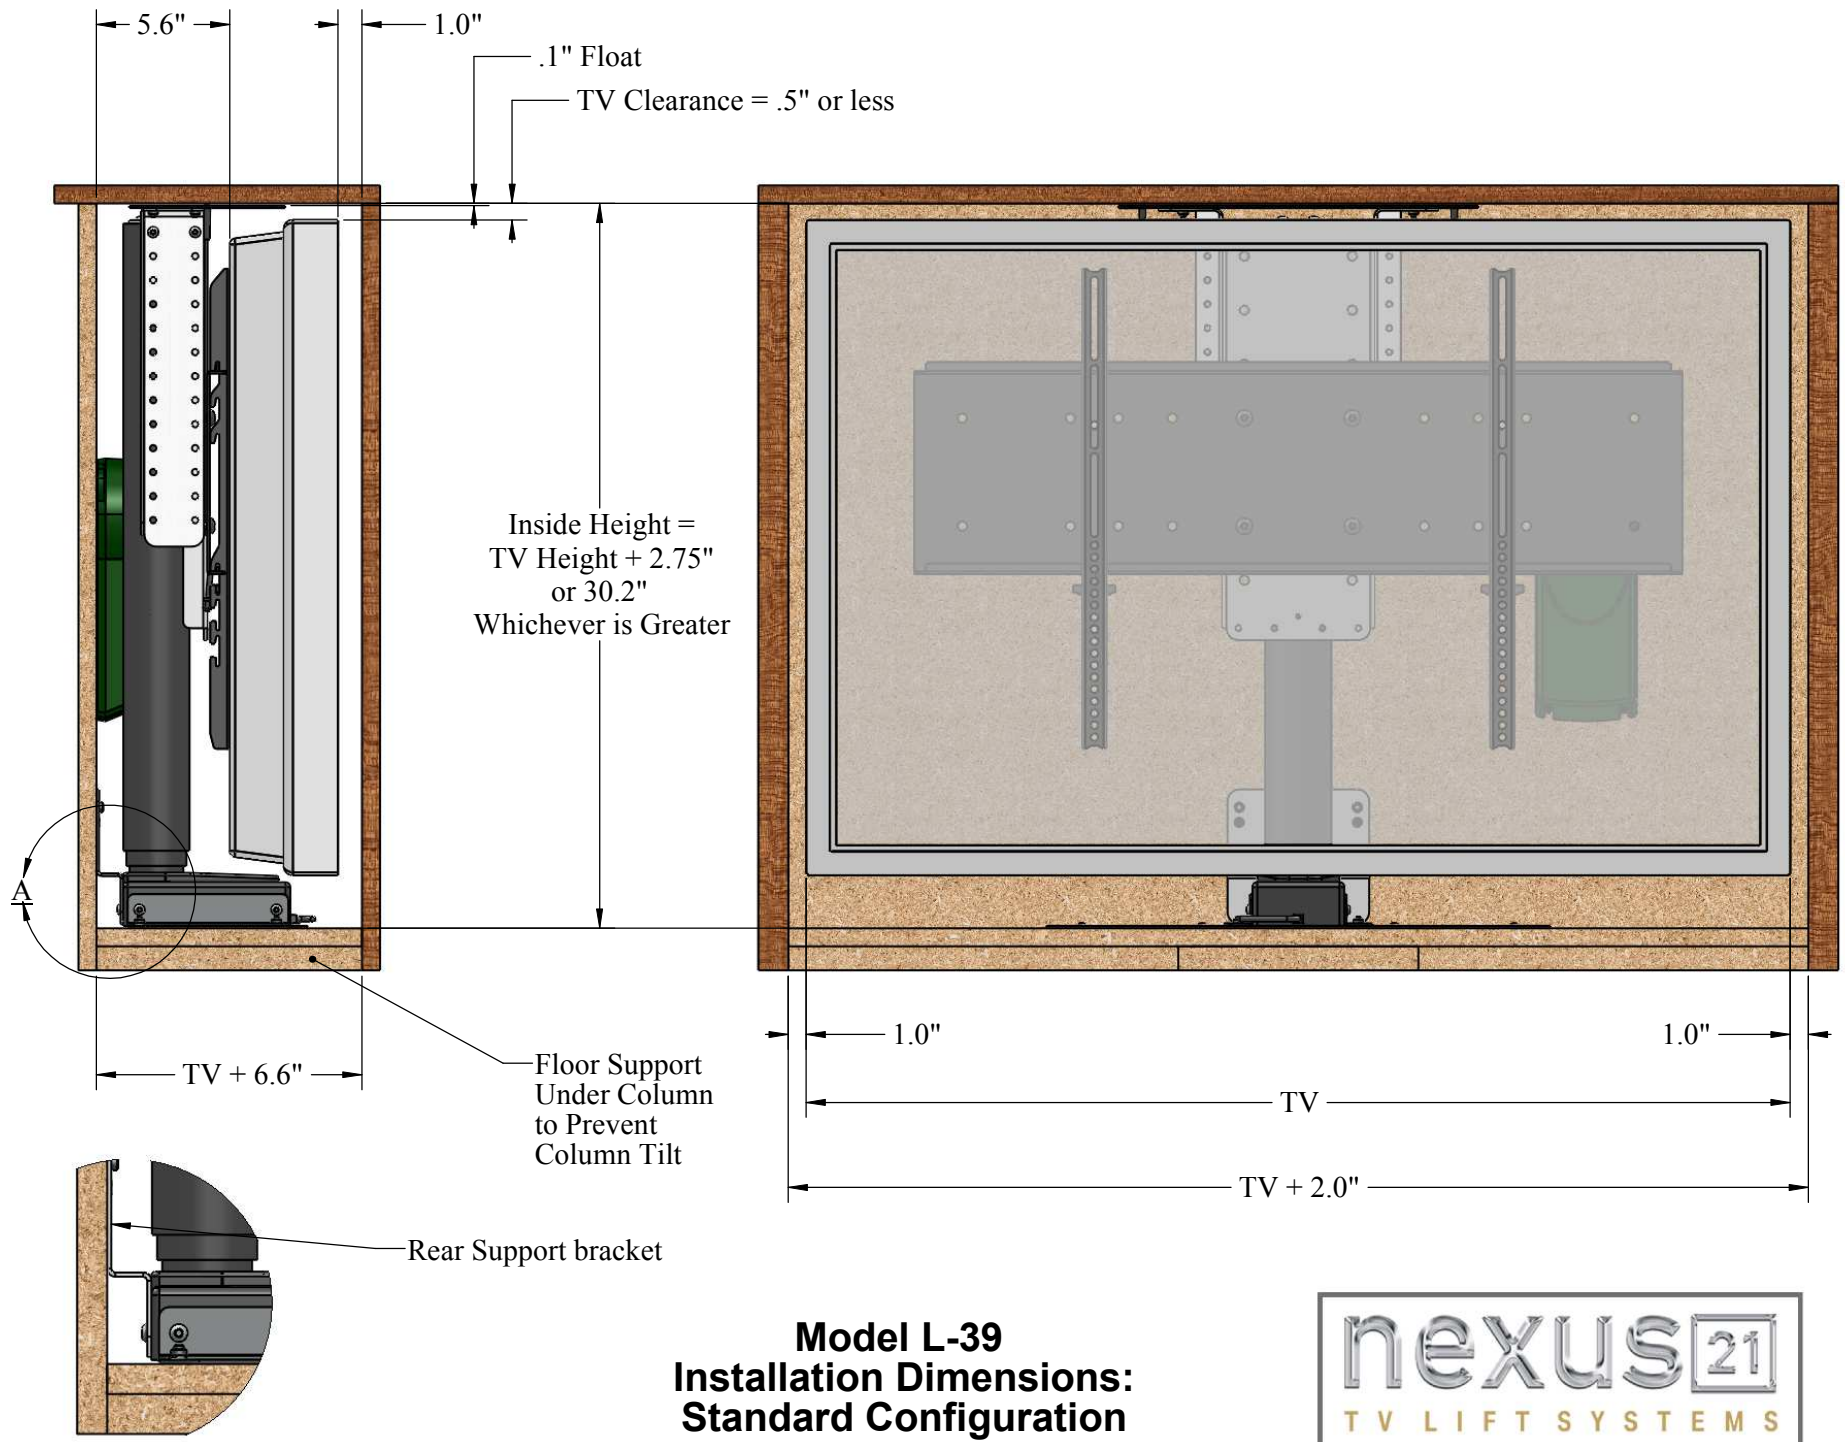 5.6"
1.0"
.1" Float
TV Clearance = .5" or less
Inside Height =
TV Height + 2.75"
or 30.2"
Whichever is Greater
A
1.0"
1.0"
TV + 6.6"
Floor Support
Under Column
to Prevent
Column Tilt
TV
TV + 2.0"
Rear Support bracket
Model L-39
Installation Dimensions:
Standard Configuration
nexus 21
TV LIFT SYSTEMS